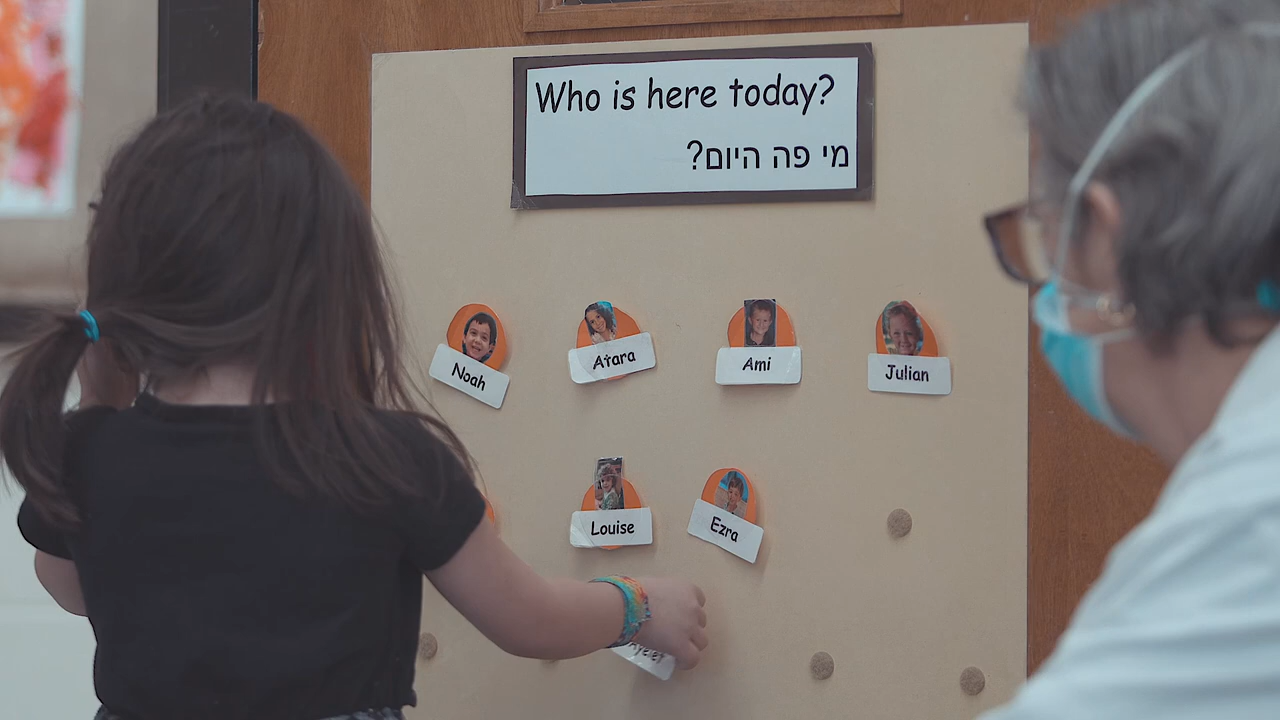 Who is here today?
מי פה היום?
Noah
Atara
Ami
Julian
Louise
Ezra